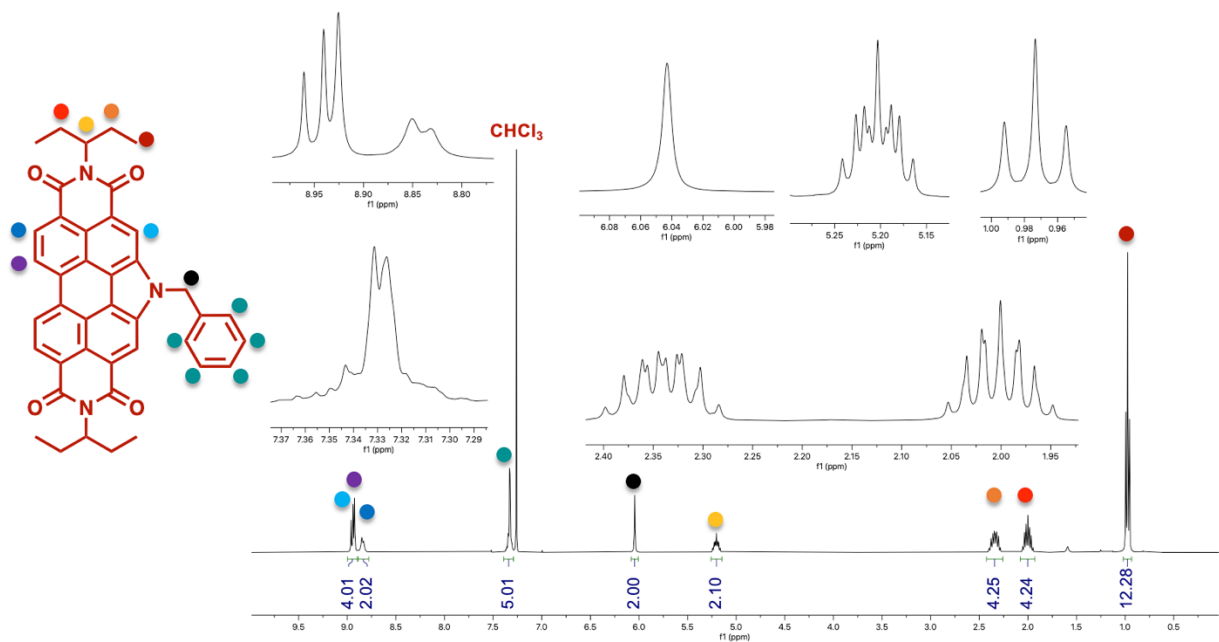 8.95 8.90 8.85 8.80
f1 (ppm)
CHCl3
6.08 6.06 6.04 6.02 6.00 5.98
f1 (ppm)
5.25 5.20 5.15
f1 (ppm)
1.00 0.98 0.96
f1 (ppm)
O N O
N
O N O
7.37 7.36 7.35 7.34 7.33 7.32 7.31 7.30 7.29
f1 (ppm)
2.40 2.35 2.30 2.25 2.20 2.15 2.10 2.05 2.00 1.95
f1 (ppm)
4.01 2.02 5.01 2.00 2.10 4.25 4.24 12.28
9.5 9.0 8.5 8.0 7.5 7.0 6.5 6.0 5.5 5.0 4.5 4.0 3.5 3.0 2.5 2.0 1.5 1.0 0.5
f1 (ppm)